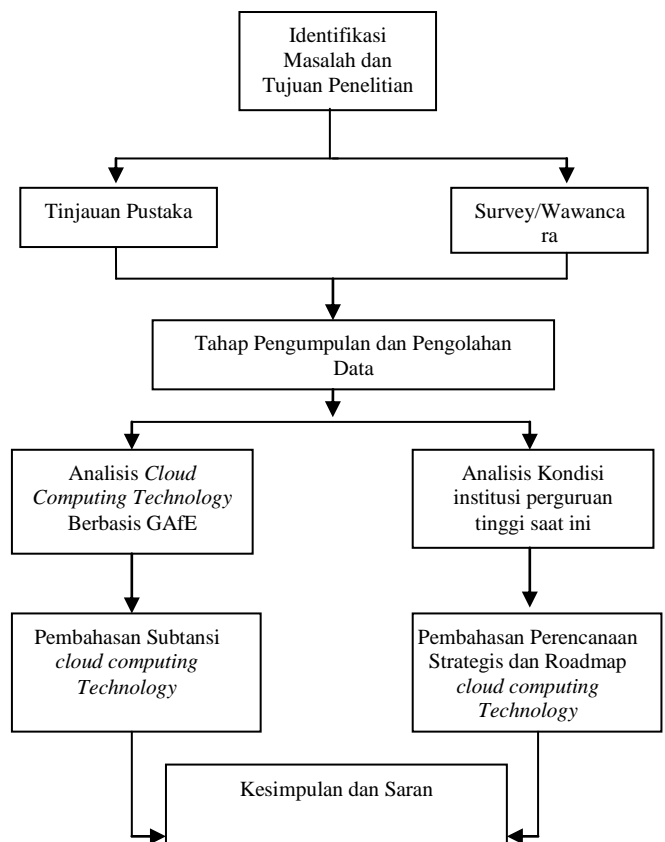 Identifikasi
Masalah dan
Tujuan Penelitian
Tinjauan Pustaka
Survey/Wawanca
ra
Tahap Pengumpulan dan Pengolahan
Data
Analisis Cloud
Computing Technology
Berbasis GAfE
Analisis Kondisi
institusi perguruan
tinggi saat ini
Pembahasan Subtansi
cloud computing
Technology
Pembahasan Perencanaan
Strategis dan Roadmap
cloud computing
Technology
Kesimpulan dan Saran